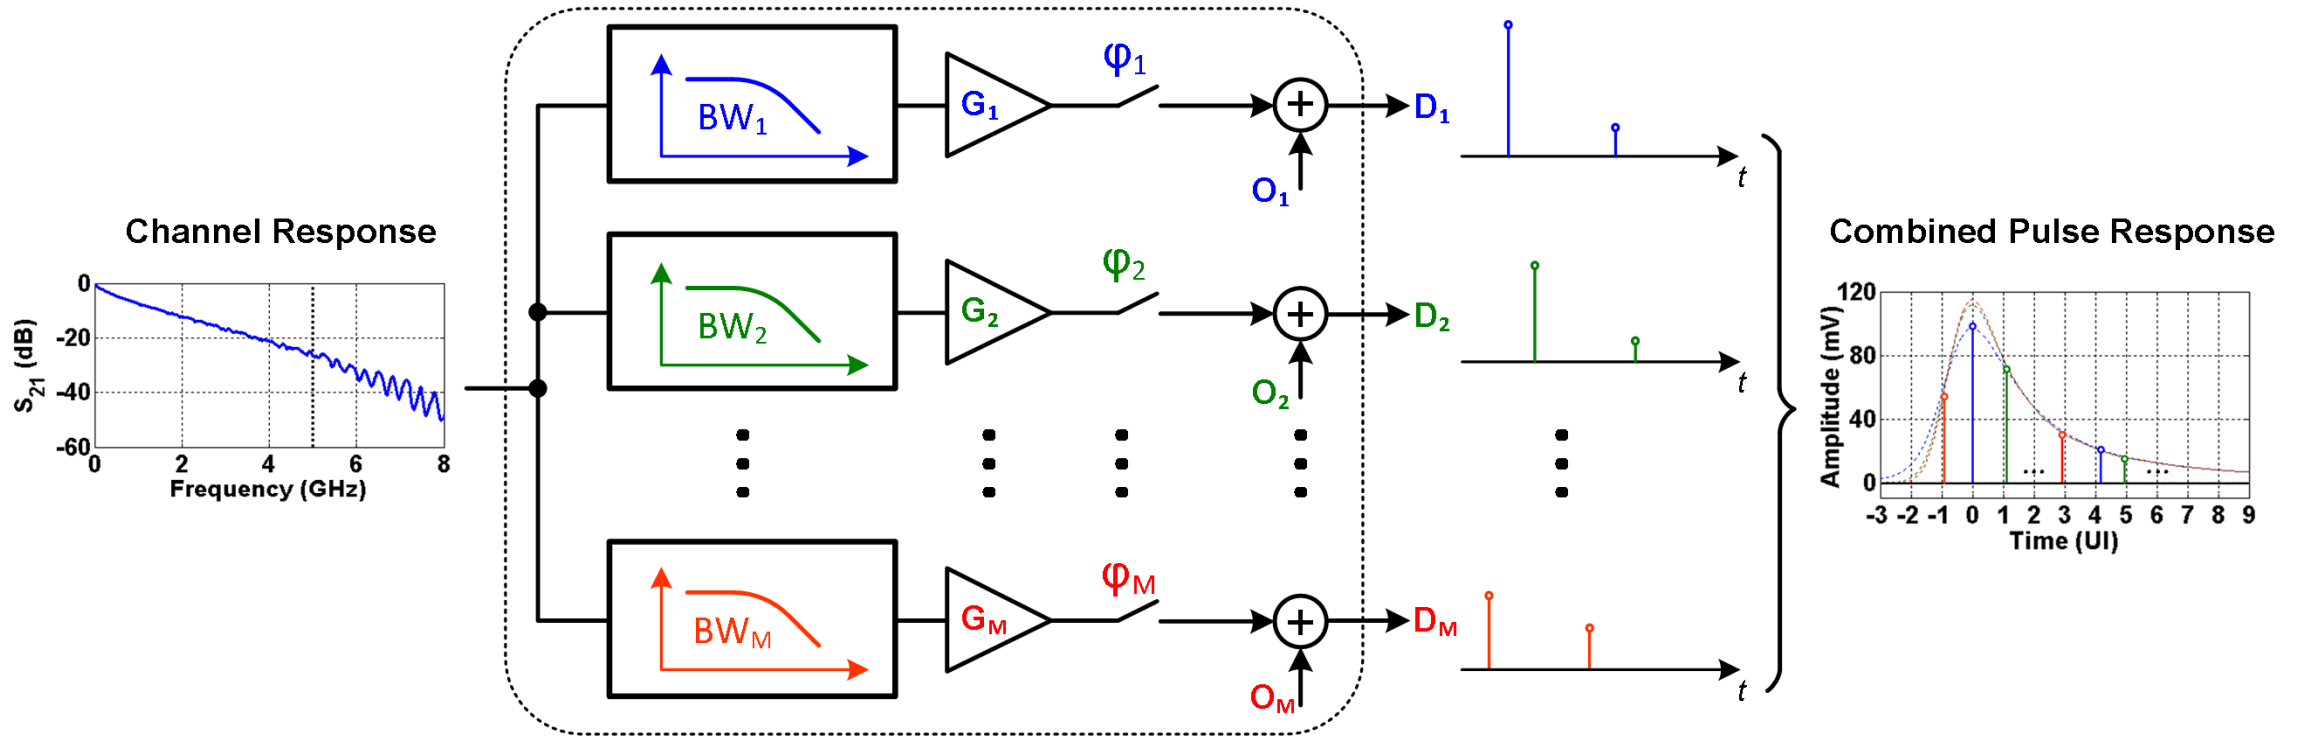 Channel Response
0
-20
-40
-60
S21 (dB)
0 2 4 6 8
Frequency (GHz)
BW1
G1
φ1
+
O1
D1
t
BW2
G2
φ2
+
O2
D2
t
BWM
GM
φM
+
OM
DM
t
Combined Pulse Response
120
80
40
0
Amplitude (mV)
... ...
-3 -2 -1 0 1 2 3 4 5 6 7 8 9
Time (UI)